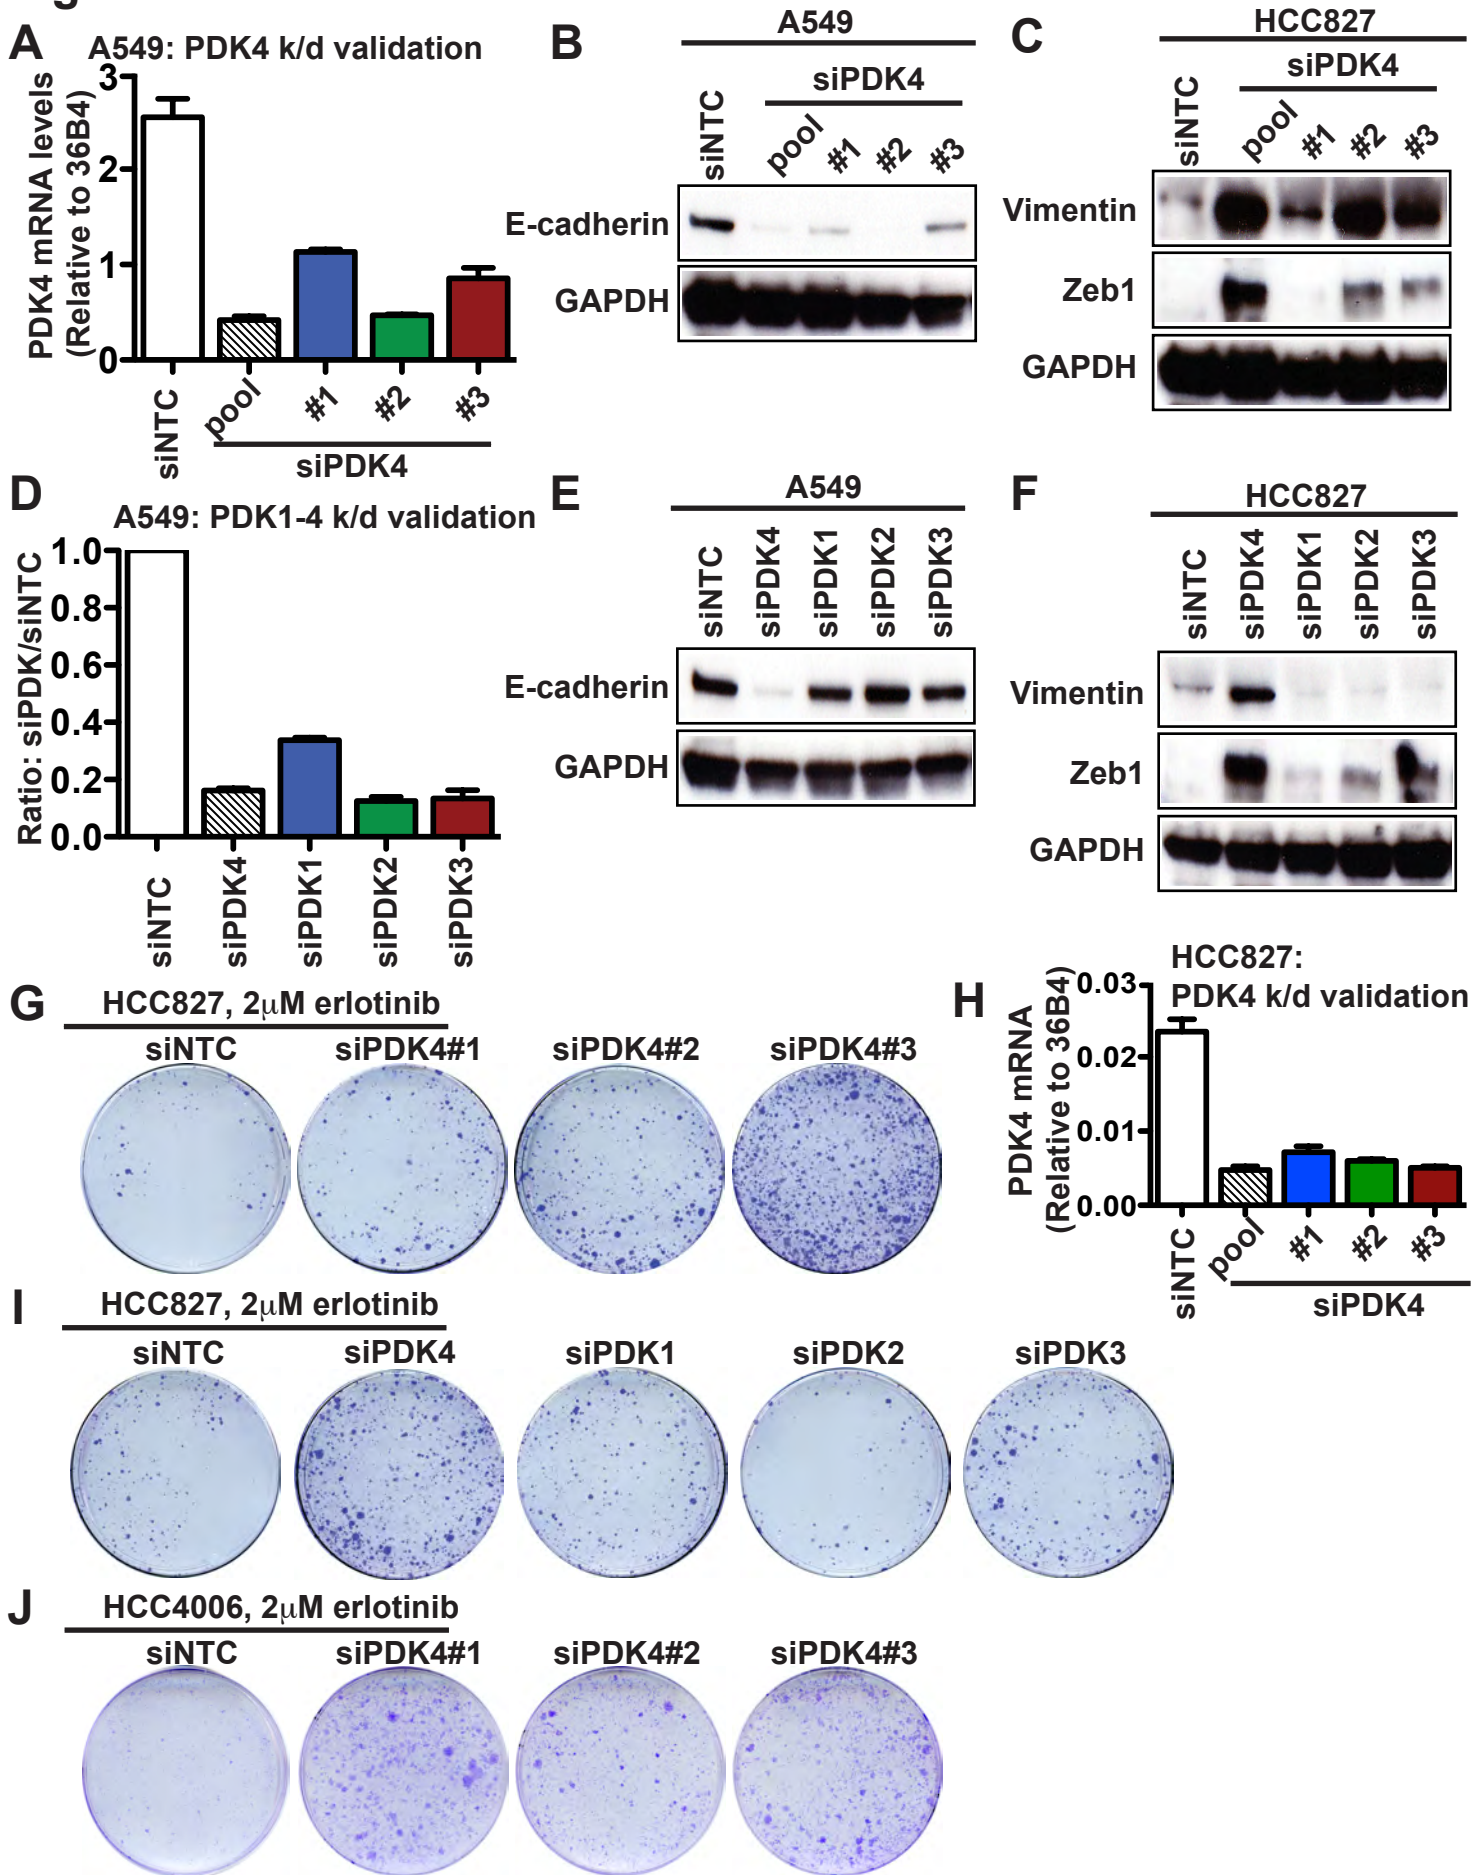 A
A549: PDK4 k/d validation
PDK4 mRNA levels
(Relative to 36B4)
3
2
1
0
siNTC
pool
#1
#2
#3
siPDK4
B
A549
siPDK4
siNTC
pool
#1
#2
#3
E-cadherin
GAPDH
C
HCC827
siPDK4
siNTC
pool
#1
#2
#3
Vimentin
Zeb1
GAPDH
D
A549: PDK1-4 k/d validation
Ratio: siPDK/siNTC
1.0
0.8
0.6
0.4
0.2
0.0
siNTC
siPDK4
siPDK1
siPDK2
siPDK3
E
A549
siNTC
siPDK4
siPDK1
siPDK2
siPDK3
E-cadherin
GAPDH
F
HCC827
siNTC
siPDK4
siPDK1
siPDK2
siPDK3
Vimentin
Zeb1
GAPDH
G
HCC827, 2μM erlotinib
siNTC
siPDK4#1
siPDK4#2
siPDK4#3
H
HCC827:
PDK4 k/d validation
PDK4 mRNA
(Relative to 36B4)
0.03
0.02
0.01
0.00
siNTC
pool
#1
#2
#3
siPDK4
I
HCC827, 2μM erlotinib
siNTC
siPDK4
siPDK1
siPDK2
siPDK3
J
HCC4006, 2μM erlotinib
siNTC
siPDK4#1
siPDK4#2
siPDK4#3